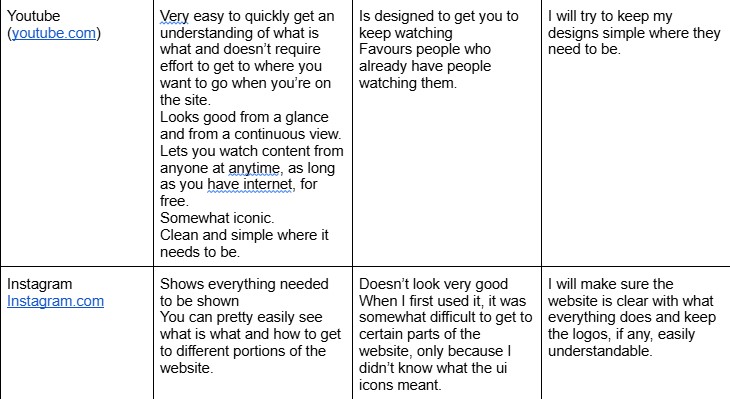 Youtube
(youtube.com)
Very easy to quickly get an
understanding of what is
what and doesn't require
effort to get to where you
want to go when you're on
the site.
Looks good from a glance
and from a continuous view.
Lets you watch content from
anyone at anytime, as long
as you have internet, for
free.
Somewhat iconic.
Clean and simple where it
needs to be.
Is designed to get you to
keep watching
Favours people who
already have people
watching them.
I will try to keep my
designs simple where they
need to be.
Instagram
Instagram.com
Shows everything needed
to be shown
You can pretty easily see
what is what and how to get
to different portions of the
website.
Doesn't look very good
When I first used it, it was
somewhat difficult to get to
certain parts of the
website, only because I
didn't know what the ui
icons meant.
I will make sure the
website is clear with what
everything does and keep
the logos, if any, easily
understandable.